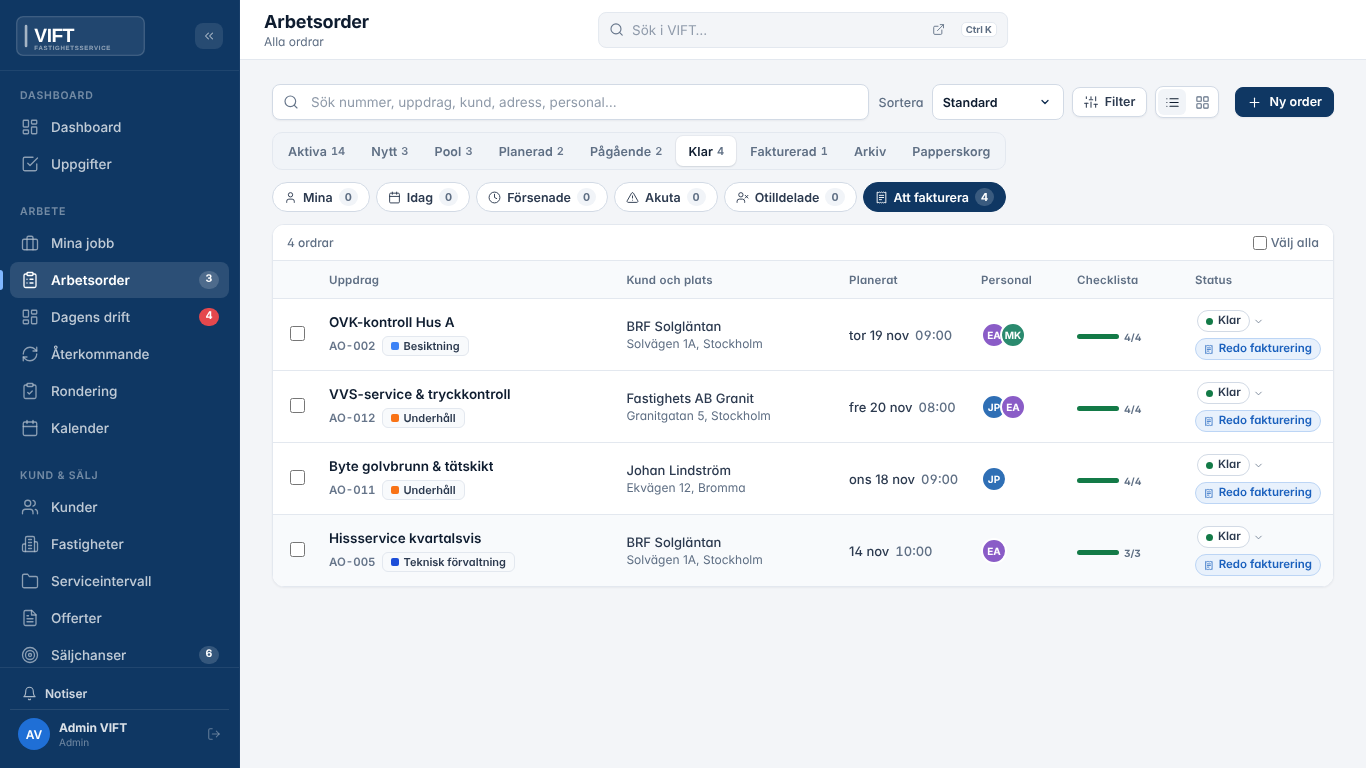 VIFT
FASTIGHETSSERVICE
DASHBOARD
Dashboard
Uppgifter
ARBETE
Mina jobb
Arbetsorder 3
Dagens drift 4
Återkommande
Rondering
Kalender
KUND & SÄLJ
Kunder
Fastigheter
Serviceintervall
Offerter
Säljchanser 6
Notiser
AV
Admin VIFT
Admin
Arbetsorder
Alla ordrar
Sök i VIFT... Ctrl K
Sök nummer, uppdrag, kund, adress, personal... Sortera Standard Filter Ny order
Aktiva 14 Nytt 3 Pool 3 Planerad 2 Pågående 2 Klar 4 Fakturerad 1 Arkiv Papperskorg
Mina 0 Idag 0 Försenade 0 Akuta 0 Otilldelade 0 Att fakturera 4
4 ordrar Välj alla
Uppdrag Kund och plats Planerat Personal Checklista Status
OVK-kontroll Hus A
AO-002 Besiktning
BRF Solgläntan
Solvägen 1A, Stockholm
tor 19 nov 09:00
EA MK
4/4
Klar
Redo fakturering
VVS-service & tryckkontroll
AO-012 Underhåll
Fastighets AB Granit
Granitgatan 5, Stockholm
fre 20 nov 08:00
JP EA
4/4
Klar
Redo fakturering
Byte golvbrunn & tätskikt
AO-011 Underhåll
Johan Lindström
Ekvägen 12, Bromma
ons 18 nov 09:00
JP
4/4
Klar
Redo fakturering
Hissservice kvartalsvis
AO-005 Teknisk förvaltning
BRF Solgläntan
Solvägen 1A, Stockholm
14 nov 10:00
EA
3/3
Klar
Redo fakturering